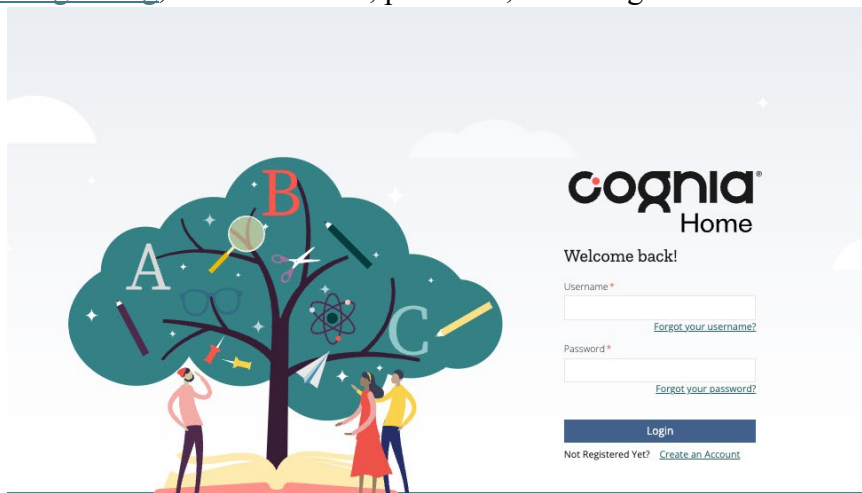 B
A
C
cognia®
Home
Welcome back!
Username *
Forgot your username?
Password *
Forgot your password?
Login
Not Registered Yet? Create an Account